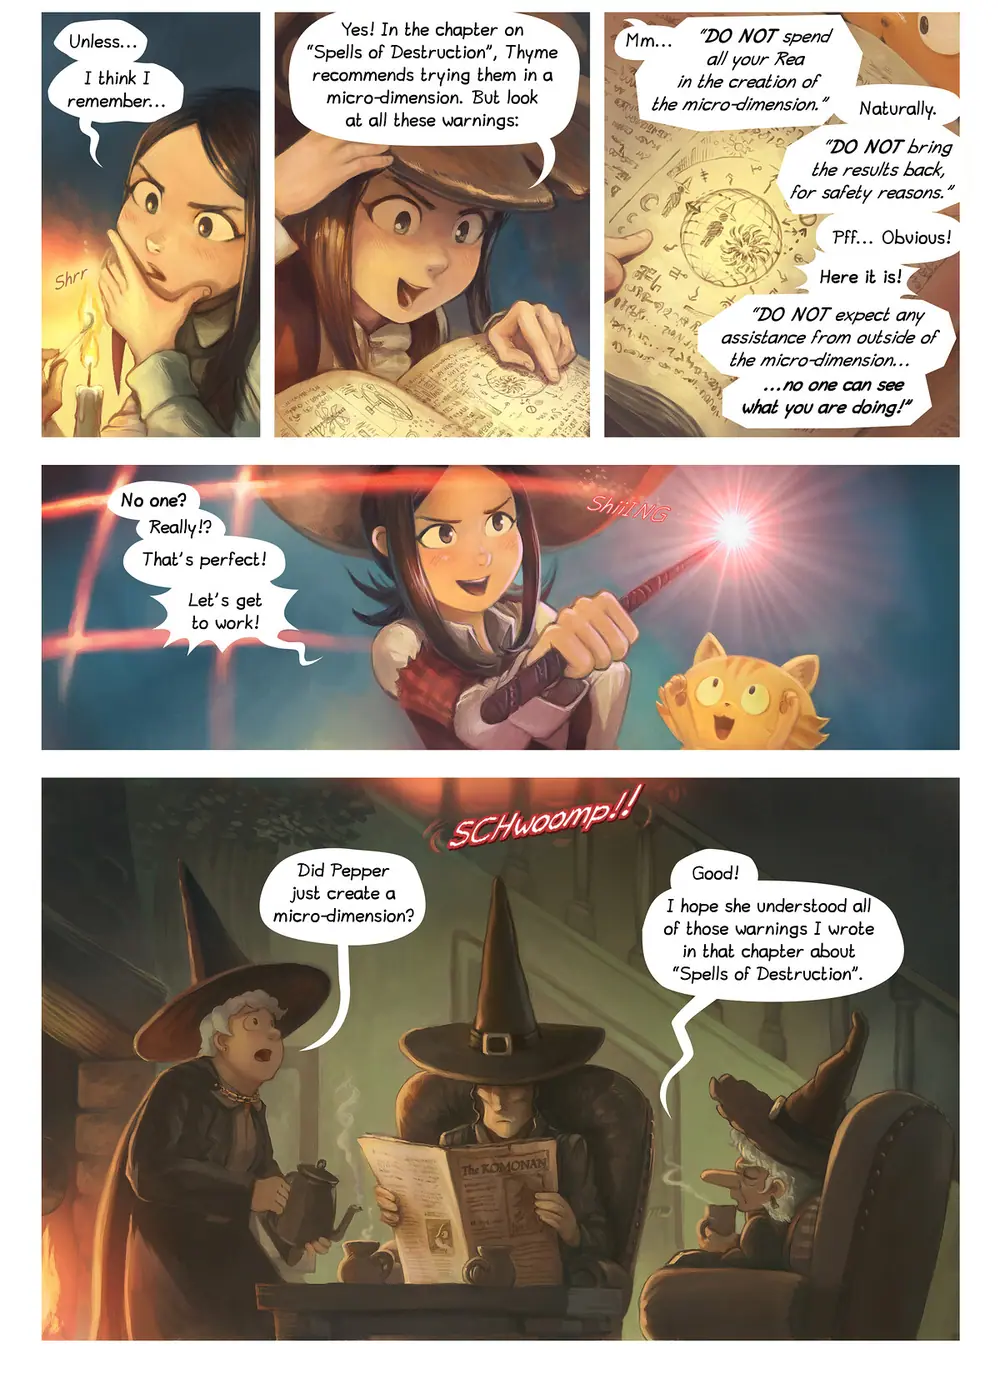 Unless...
I think I
remember...
Shrr
Yes! In the chapter on
"Spells of Destruction", Thyme
recommends trying them in a
micro-dimension. But look
at all these warnings:
Mm...
"DO NOT spend
all your Rea
in the creation of
the micro-dimension."
Naturally.
"DO NOT bring
the results back,
for safety reasons."
Pff... Obvious!
Here it is!
"DO NOT expect any
assistance from outside of
the micro-dimension...
...no one can see
what you are doing!"
No one?
Really!?
That's perfect!
Let's get
to work!
ShiiING
SCHwoomp!!
Did Pepper
just create a
micro-dimension?
Good!
I hope she understood all
of those warnings I wrote
in that chapter about
"Spells of Destruction".
The KOMONAN